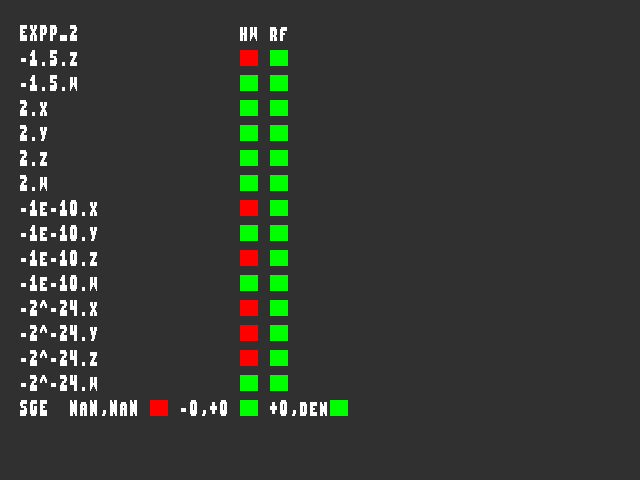 EXPP_2 HW RF
-1.5.Z
-1.5.W
2.X
2.Y
2.Z
2.W
-1E-10.X
-1E-10.Y
-1E-10.Z
-1E-10.W
-2^-24.X
-2^-24.Y
-2^-24.Z
-2^-24.W
SGE NAN,NAN -0,+0 +0,DEN